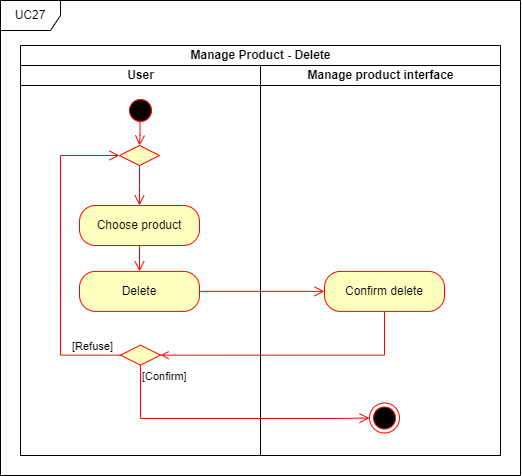 UC27
Manage Product - Delete
User
Manage product interface
Choose product
Delete
Confirm delete
[Refuse]
[Confirm]